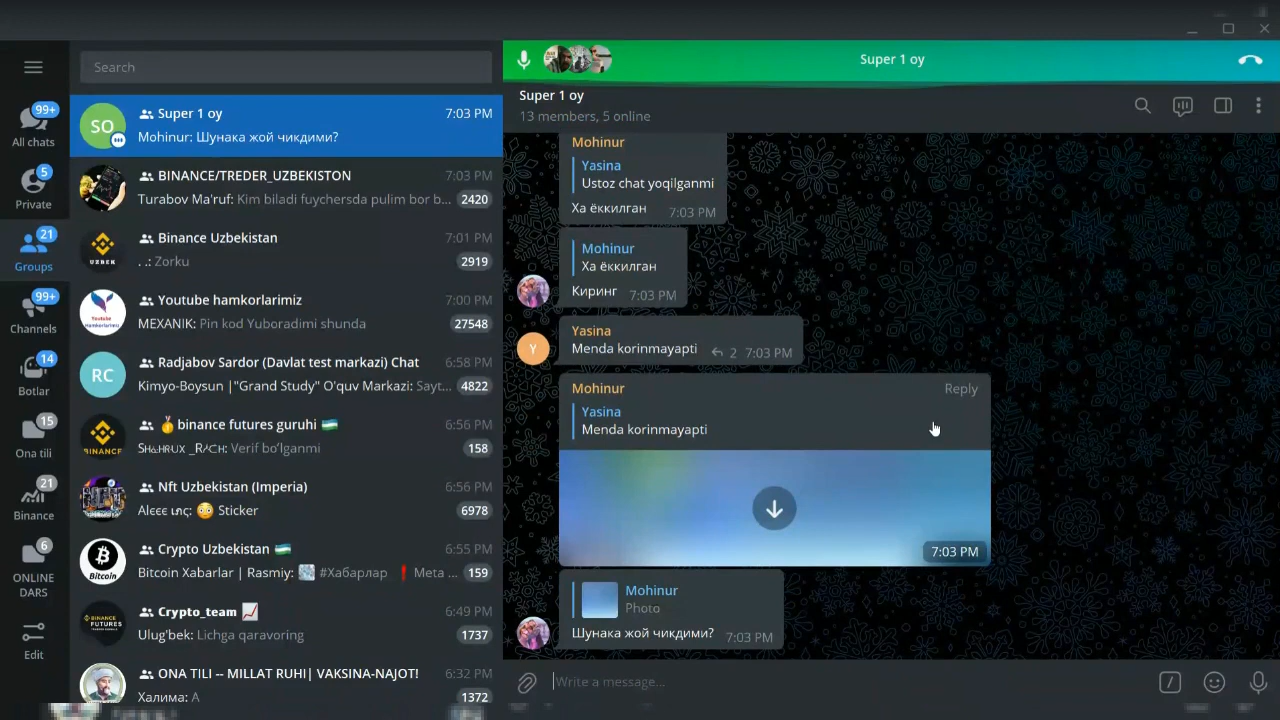 Search
99+
All chats
5
Private
21
Groups
99+
Channels
14
Botlar
15
Ona tili
21
Binance
6
ONLINE
DARS
Edit
SO
Super 1 oy 7:03 PM
Mohinur: Шунака жой чикдими?
BINANCE/TREDER_UZBEKISTON 7:03 PM
Turabov Ma'ruf: Kim biladi fuychersda pulim bor b... 2420
UZBEK
Binance Uzbekistan 7:01 PM
. .: Zorku 2919
Youtube
Hamkorlarimiz
Youtube hamkorlarimiz 7:00 PM
MEXANIK: Pin kod Yuboradimi shunda 27548
RC
Radjabov Sardor (Davlat test markazi) Chat 6:58 PM
Kimyo-Boysun |"Grand Study" O'quv Markazi: Sayt... 4822
BINANCE
🥇binance futures guruhi 🇺🇿 6:56 PM
Verif bo‘lganmi 158
Nft Uzbekistan (Imperia) 6:56 PM
😳 Sticker 6978
Bitcoin
Crypto Uzbekistan 🇺🇿 6:55 PM
Bitcoin Xabarlar | Rasmiy: #Хабарлар ❗ Meta ... 159
BINANCE
FUTURES
Crypto_team 📈 6:49 PM
Ulug'bek: Lichga qaravoring 1737
ONA TILI -- MILLAT RUHI| VAKSINA-NAJOT! 6:32 PM
Халима: А 1372
Super 1 oy
Super 1 oy
13 members, 5 online
Mohinur
Yasina
Ustoz chat yoqilganmi
Ха ёккилган 7:03 PM
Mohinur
Ха ёккилган
Киринг 7:03 PM
Y
Yasina
Menda korinmayapti 2 7:03 PM
Mohinur Reply
Yasina
Menda korinmayapti
7:03 PM
Mohinur
Photo
Шунака жой чикдими? 7:03 PM
Write a message...